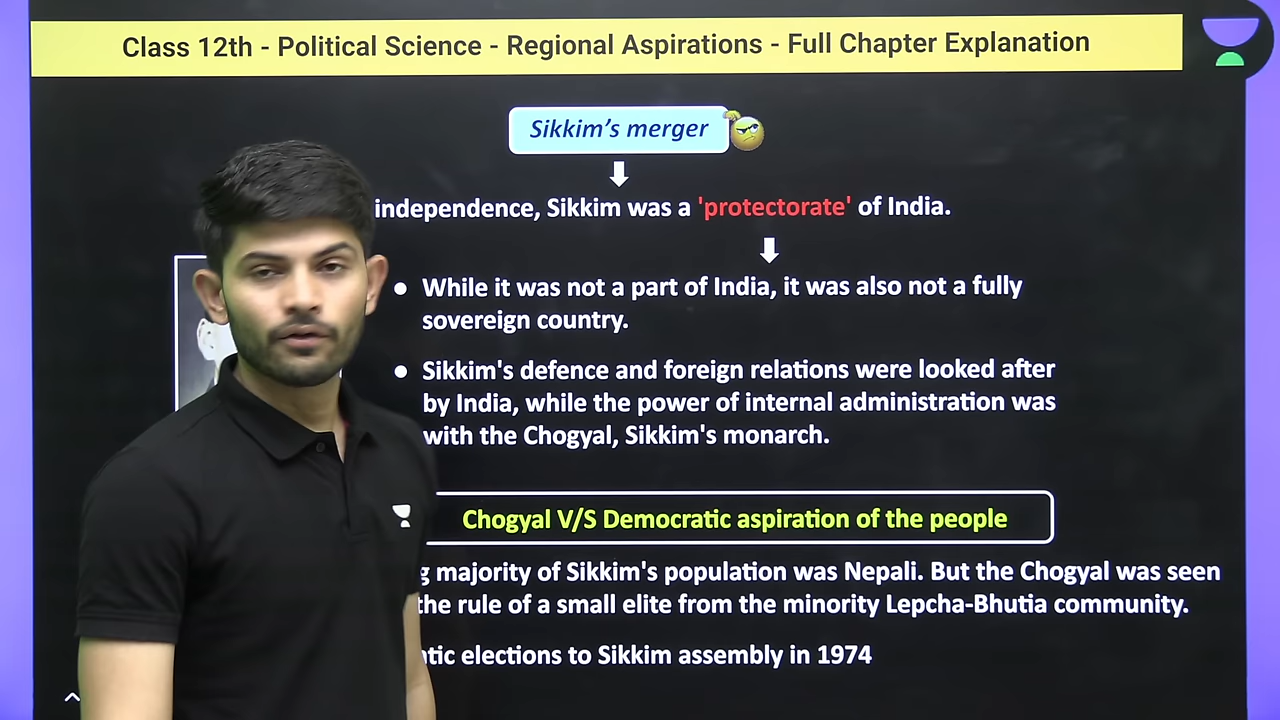 Class 12th - Political Science - Regional Aspirations - Full Chapter Explanation
Sikkim’s merger
independence, Sikkim was a 'protectorate' of India.
● While it was not a part of India, it was also not a fully
sovereign country.
● Sikkim's defence and foreign relations were looked after
by India, while the power of internal administration was
with the Chogyal, Sikkim's monarch.
Chogyal V/S Democratic aspiration of the people
majority of Sikkim's population was Nepali. But the Chogyal was seen
the rule of a small elite from the minority Lepcha-Bhutia community.
elections to Sikkim assembly in 1974